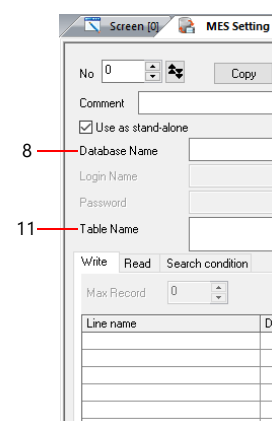 Screen [0] MES Setting
No 0 Copy
Comment
Use as stand-alone
8 Database Name
Login Name
Password
11 Table Name
Write Read Search condition
Max Record 0
Line name D